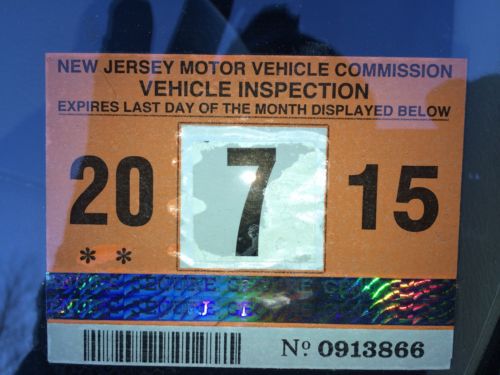 NEW JERSEY MOTOR VEHICLE COMMISSION
VEHICLE INSPECTION
EXPIRES LAST DAY OF THE MONTH DISPLAYED BELOW
20 7 15
* *
Nº 0913866